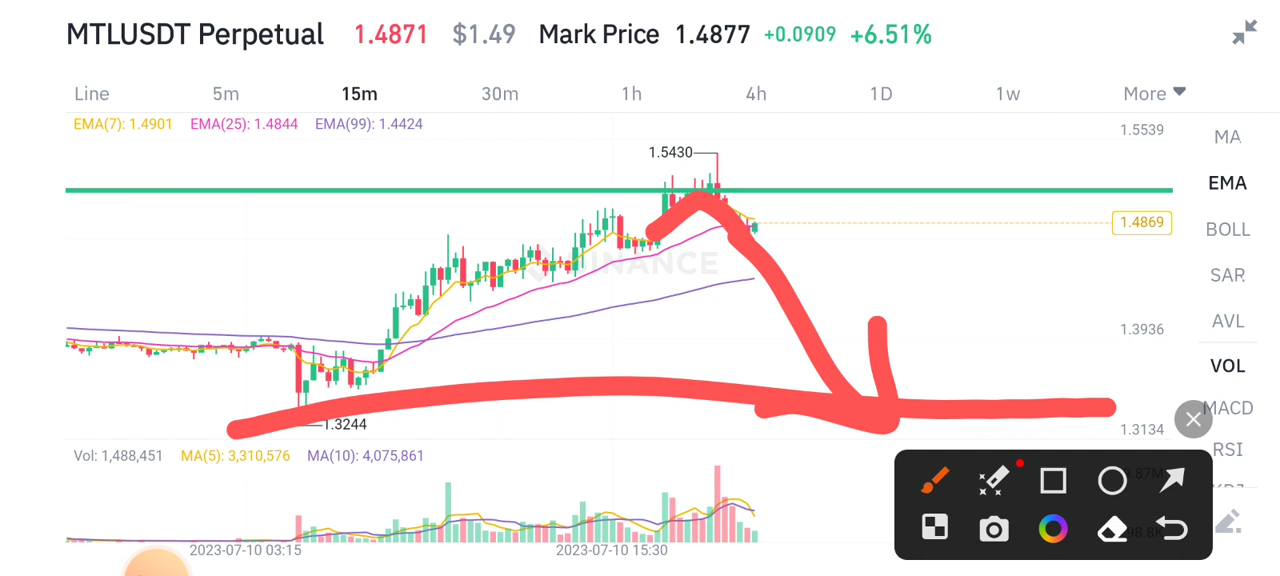 MTLUSDT Perpetual 1.4871 $1.49 Mark Price 1.4877 +0.0909 +6.51%
Line 5m 15m 30m 1h 4h 1D 1w More
EMA(7): 1.4901 EMA(25): 1.4844 EMA(99): 1.4424
1.5539
MA
1.5430
EMA
1.4869
BOLL
SAR
AVL
1.3936
VOL
MACD
1.3244
1.3134
RSI
Vol: 1,488,451 MA(5): 3,310,576 MA(10): 4,075,861
2023-07-10 03:15 2023-07-10 15:30